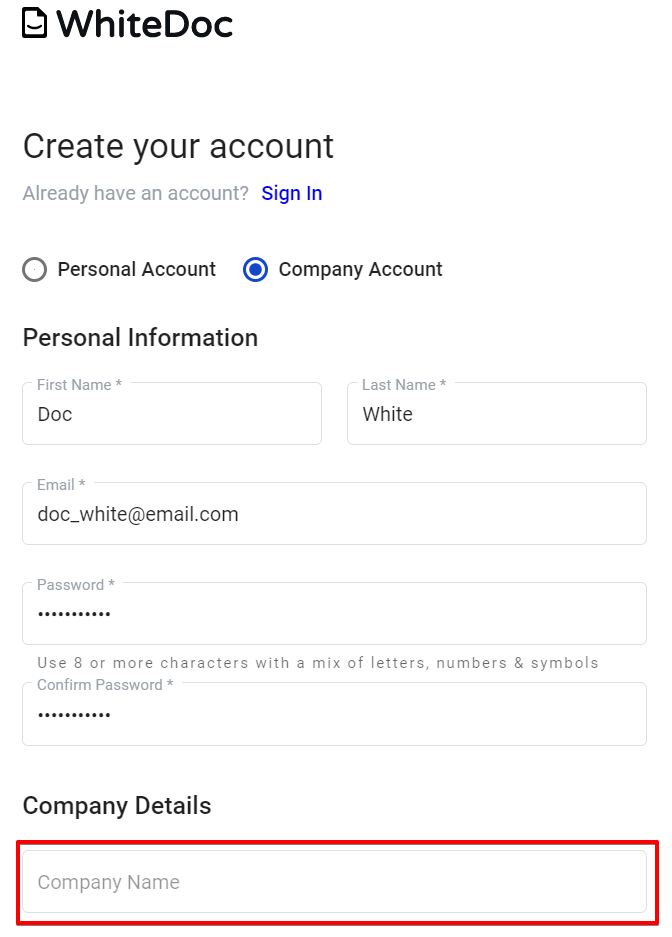 WhiteDoc
Create your account
Already have an account? Sign In
Personal Account Company Account
Personal Information
First Name * Last Name *
Doc White
Email *
doc_white@email.com
Password *
•••••••••••
Use 8 or more characters with a mix of letters, numbers & symbols
Confirm Password *
•••••••••••
Company Details
Company Name